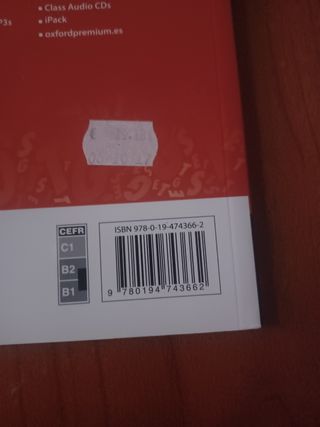 • Class Audio CDs
P3s
• iPack
• oxfordpremium.es
€
CEFR
C1
B2
B1
ISBN 978-0-19-474366-2
9 780194 743662